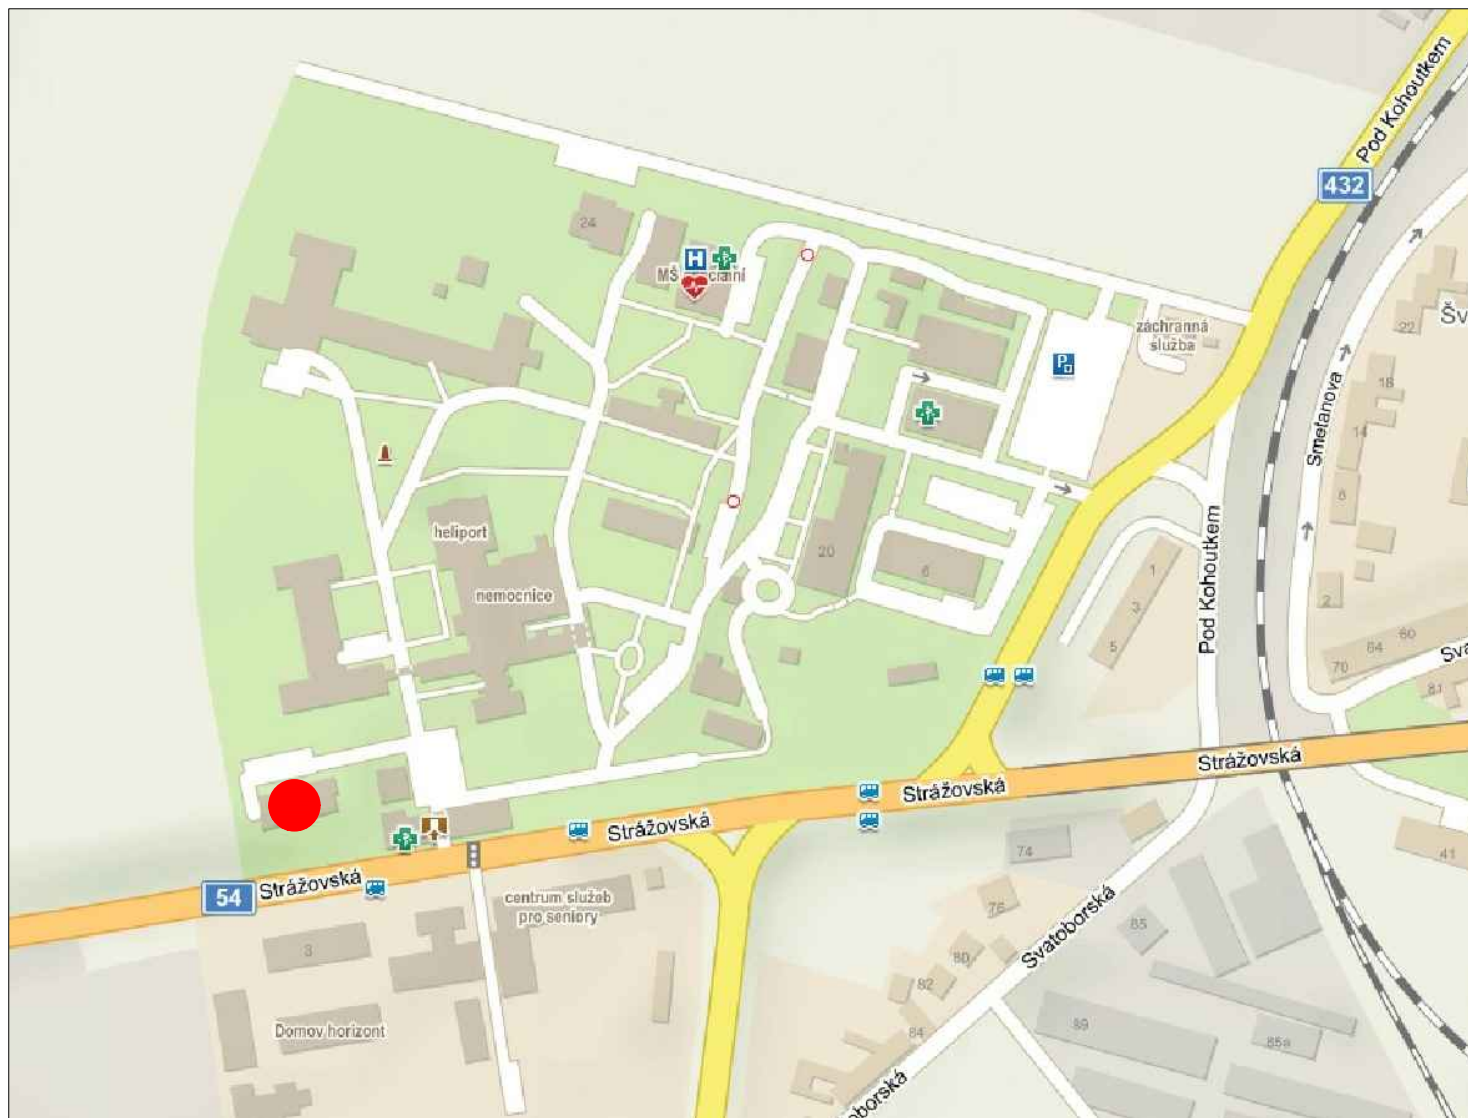 Pod Kohoutkem
432
24
H
MŠ
záchranná
služba
Šv
22
P
18
Smetanova
14
6
heliport
20
6
1
Pod Kohoutkem
3
nemocnice
2
5
60
64
70
Sva
81
Strážovská
Strážovská
Strážovská
74
41
54
Strážovská
centrum služeb
pro seniory
76
85
Svatoborská
3
80
82
Domov horizont
84
89
85a
oborská